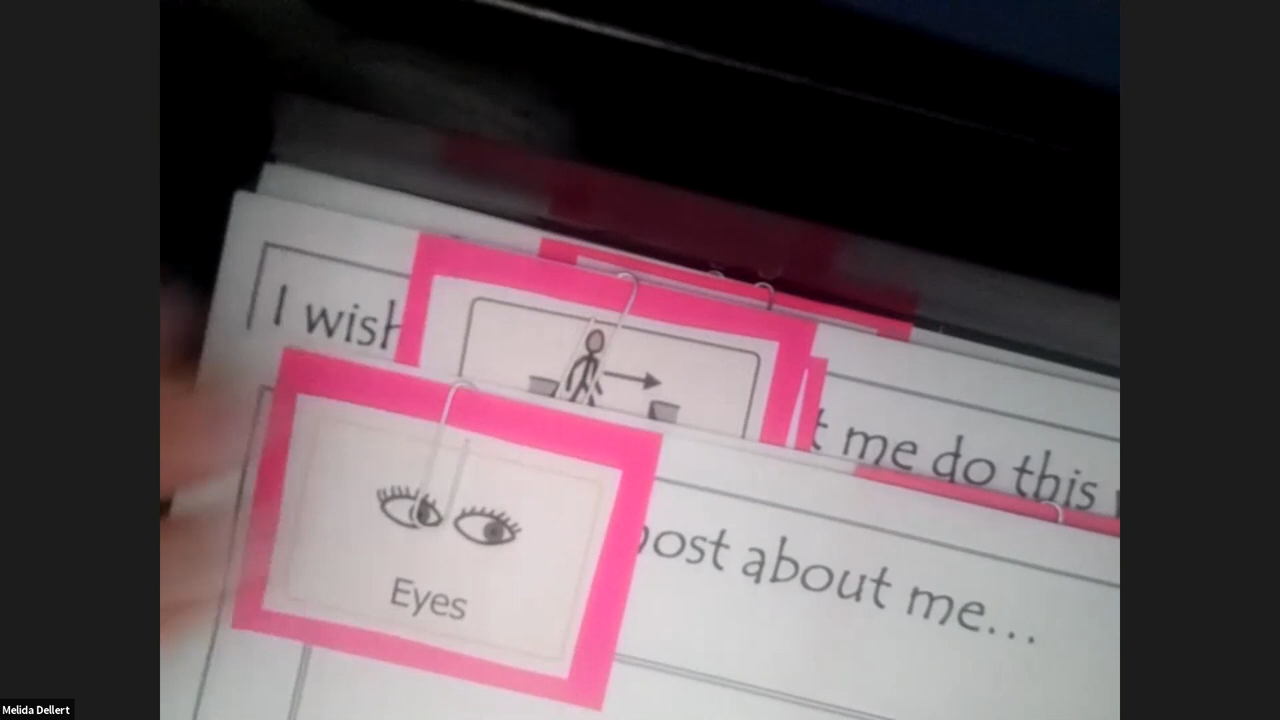 I wish
t me do this
Eyes
ost about me...
Melida Dellert